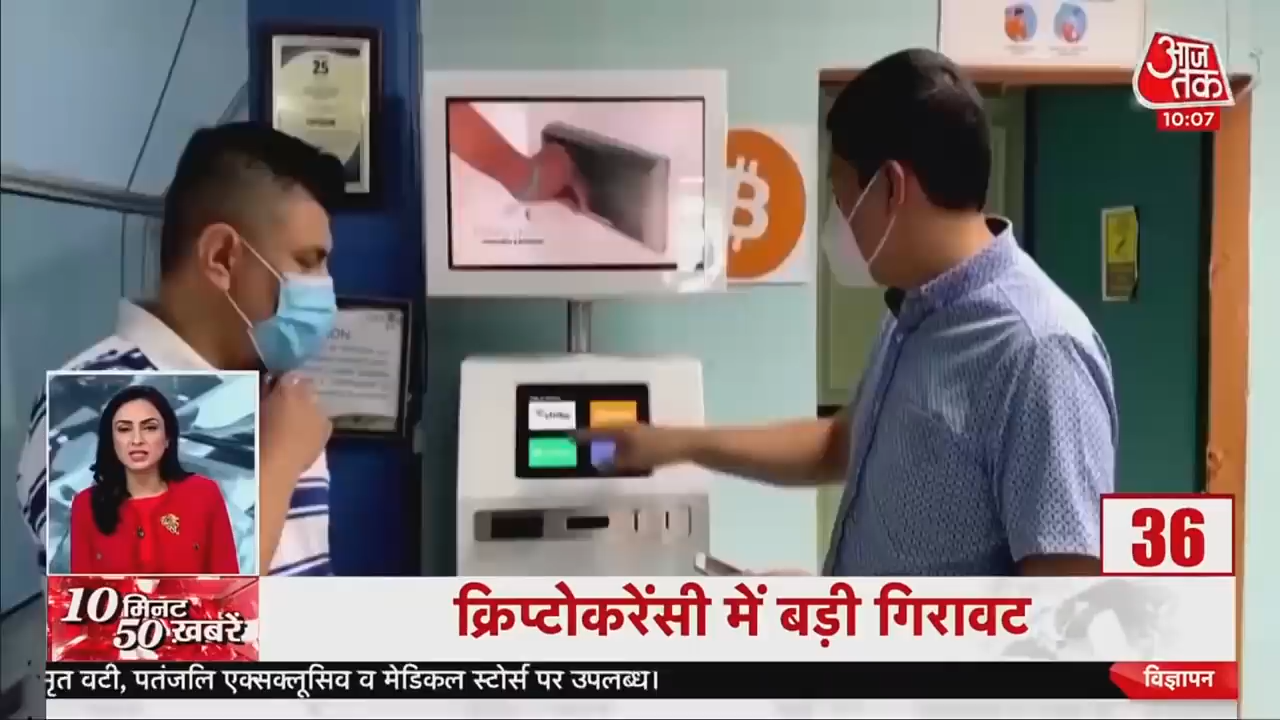 25
आज
तक
10:07
36
10 मिनट
50 ख़बरें
क्रिप्टोकरेंसी में बड़ी गिरावट
मृत वटी, पतंजलि एक्सक्लूसिव व मेडिकल स्टोर्स पर उपलब्ध।
विज्ञापन